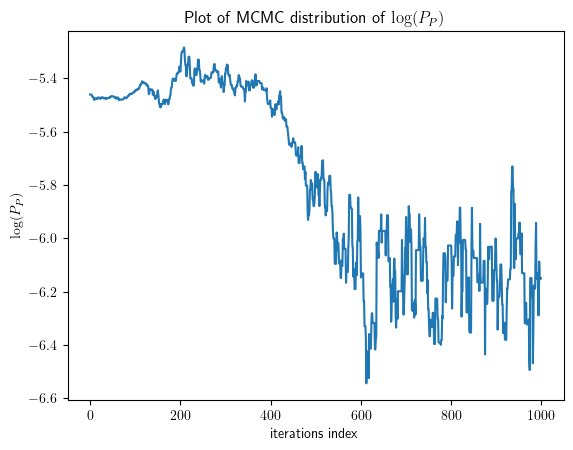 Plot of MCMC distribution of log(P_P)
log(P_P)
−5.4
−5.6
−5.8
−6.0
−6.2
−6.4
−6.6
0 200 400 600 800 1000
iterations index